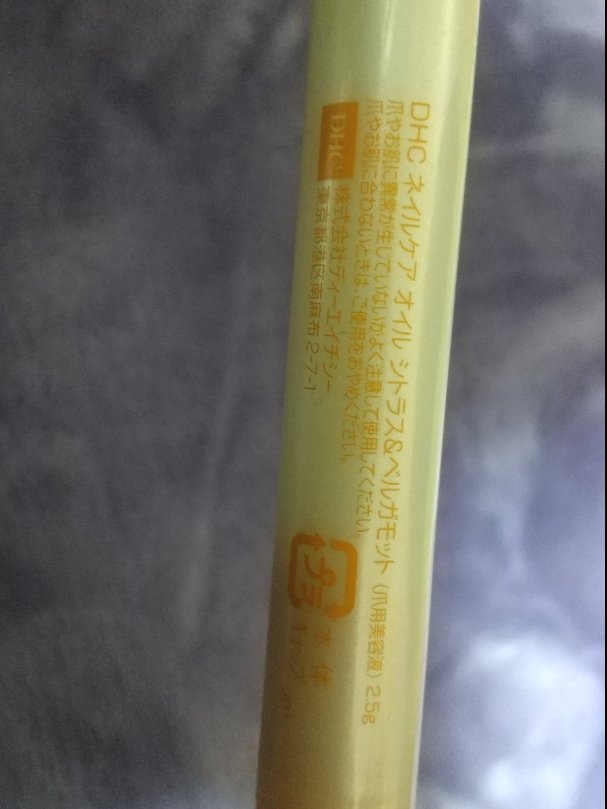 DHC ネイルケア オイル シトラス&ベルガモット (爪用美容液) 2.5g
爪やお肌に異常が生じていないかよく注意して使用してください。
爪やお肌に合わないときは、ご使用をおやめください。
DHC 株式会社ディーエイチシー
東京都港区南麻布 2-7-1
プラ
本体
キャップ